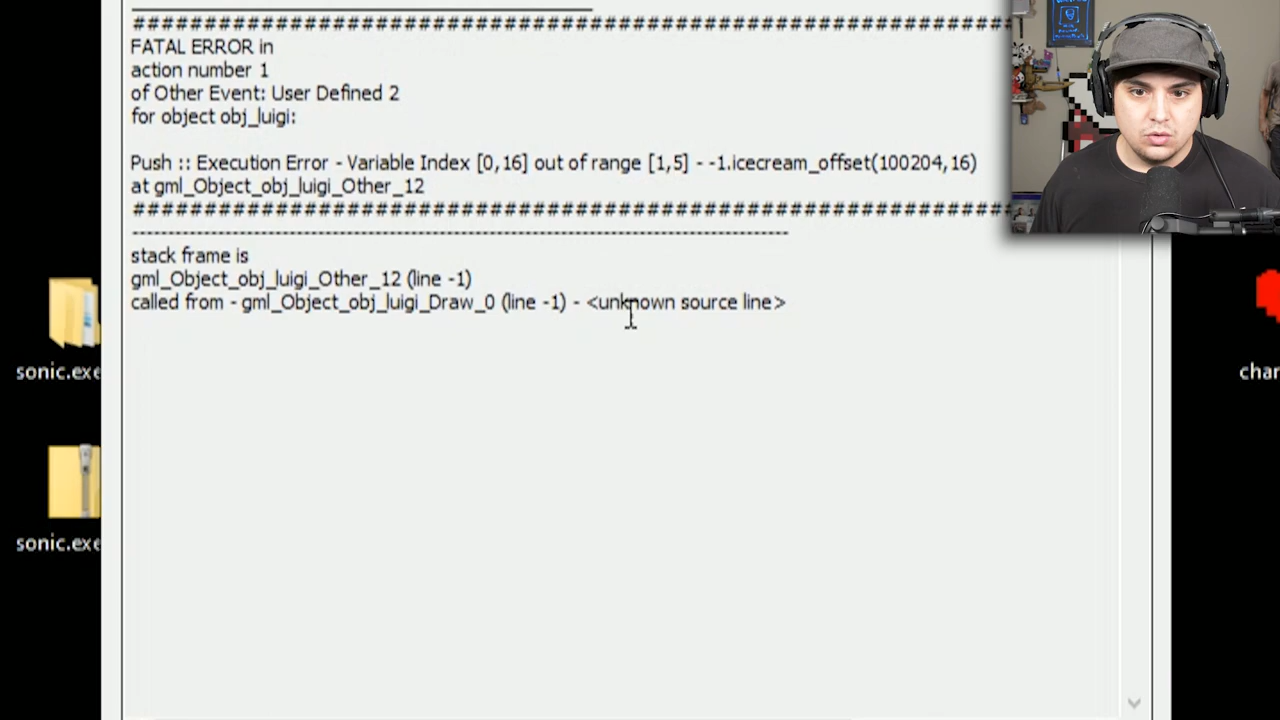 ############################################################
FATAL ERROR in
action number 1
of Other Event: User Defined 2
for object obj_luigi:
Push :: Execution Error - Variable Index [0,16] out of range [1,5] - -1.icecream_offset(100204,16)
at gml_Object_obj_luigi_Other_12
############################################################
--------------------------------------------------------------------------------------------
stack frame is
gml_Object_obj_luigi_Other_12 (line -1)
called from - gml_Object_obj_luigi_Draw_0 (line -1) - <unknown source line>
sonic.exe
char
sonic.exe